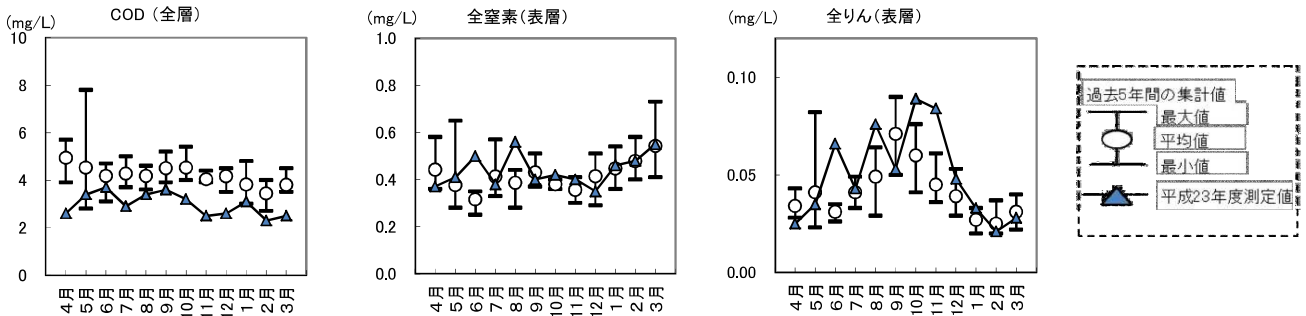 COD （全層）
(mg/L)
10
8
6
4
2
0
4月
5月
6月
7月
8月
9月
10月
11月
12月
1月
2月
3月
全窒素（表層）
(mg/L)
1.0
0.8
0.6
0.4
0.2
0.0
4月
5月
6月
7月
8月
9月
10月
11月
12月
1月
2月
3月
全りん（表層）
(mg/L)
0.10
0.05
0.00
4月
5月
6月
7月
8月
9月
10月
11月
12月
1月
2月
3月
過去5年間の集計値
最大値
平均値
最小値
平成23年度測定値